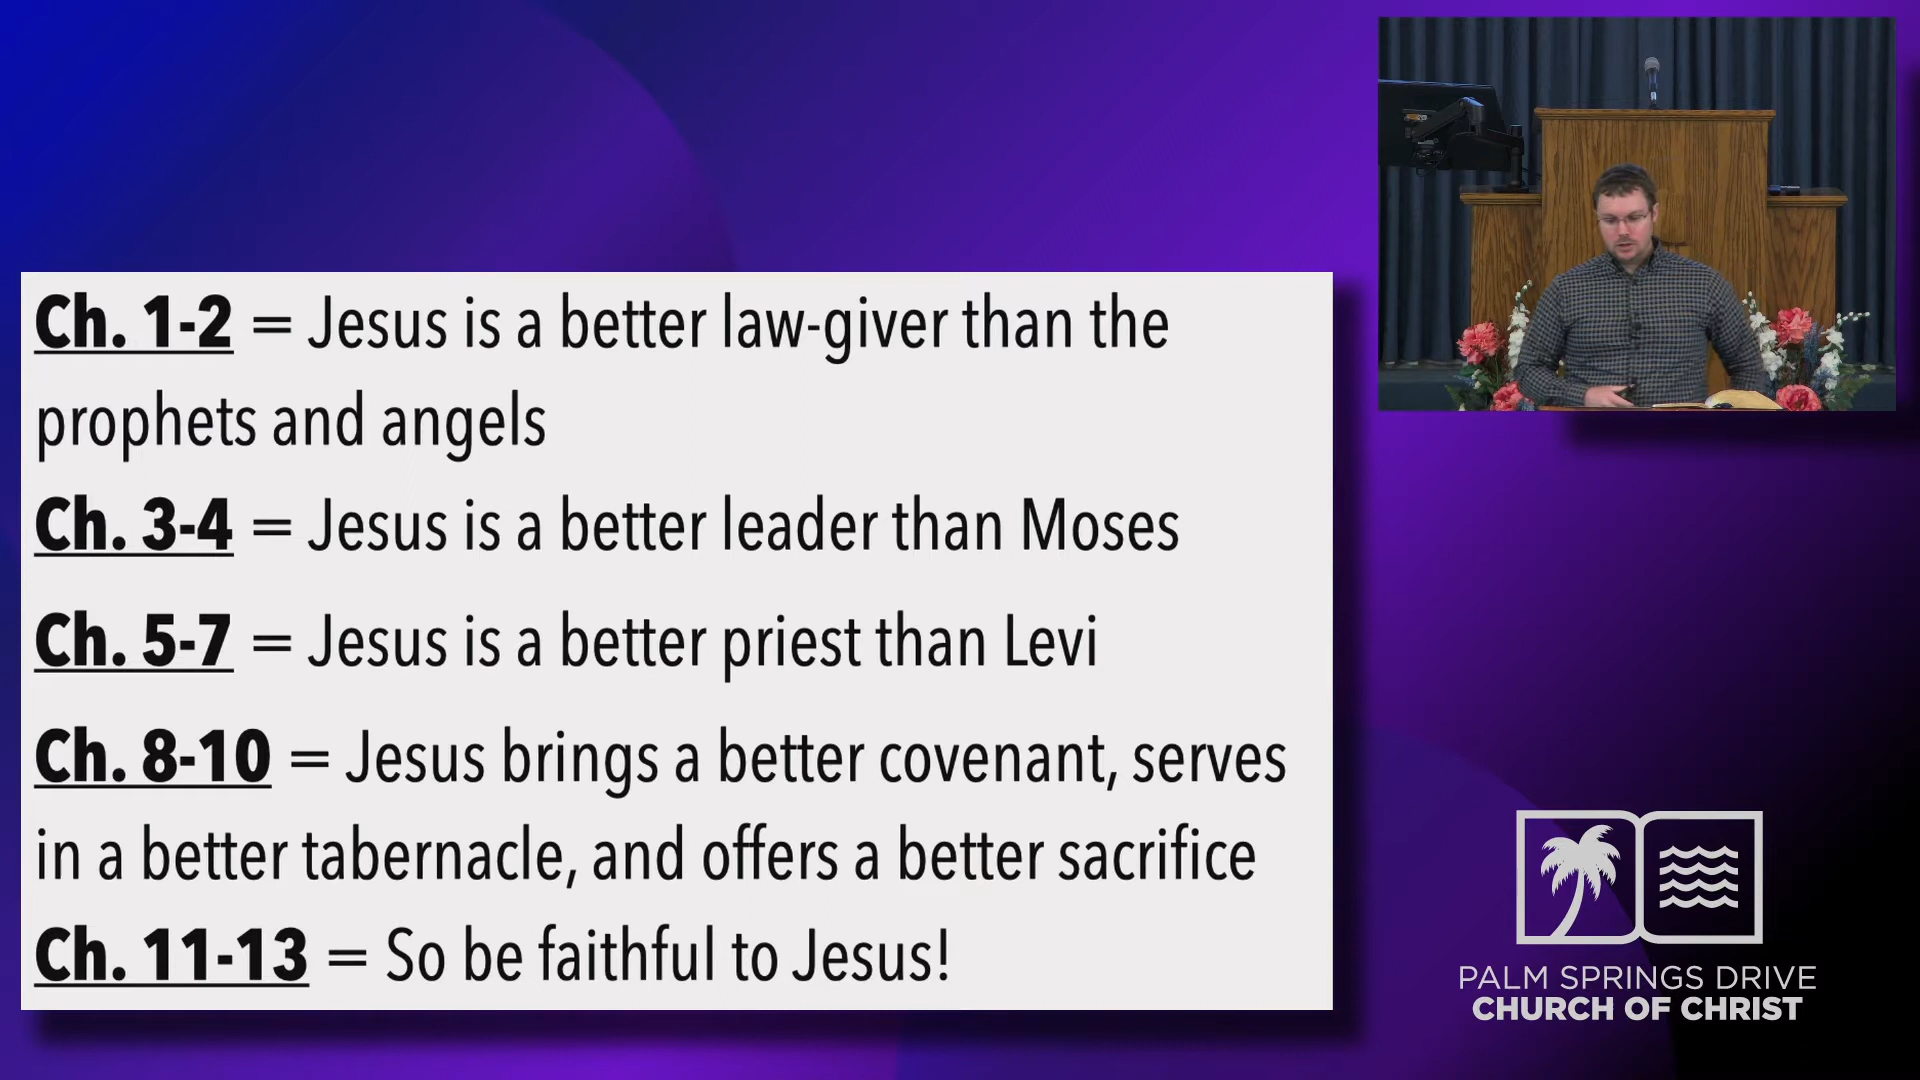 Ch. 1-2 = Jesus is a better law-giver than the
prophets and angels
Ch. 3-4 = Jesus is a better leader than Moses
Ch. 5-7 = Jesus is a better priest than Levi
Ch. 8-10 = Jesus brings a better covenant, serves
in a better tabernacle, and offers a better sacrifice
Ch. 11-13 = So be faithful to Jesus!
PALM SPRINGS DRIVE
CHURCH OF CHRIST